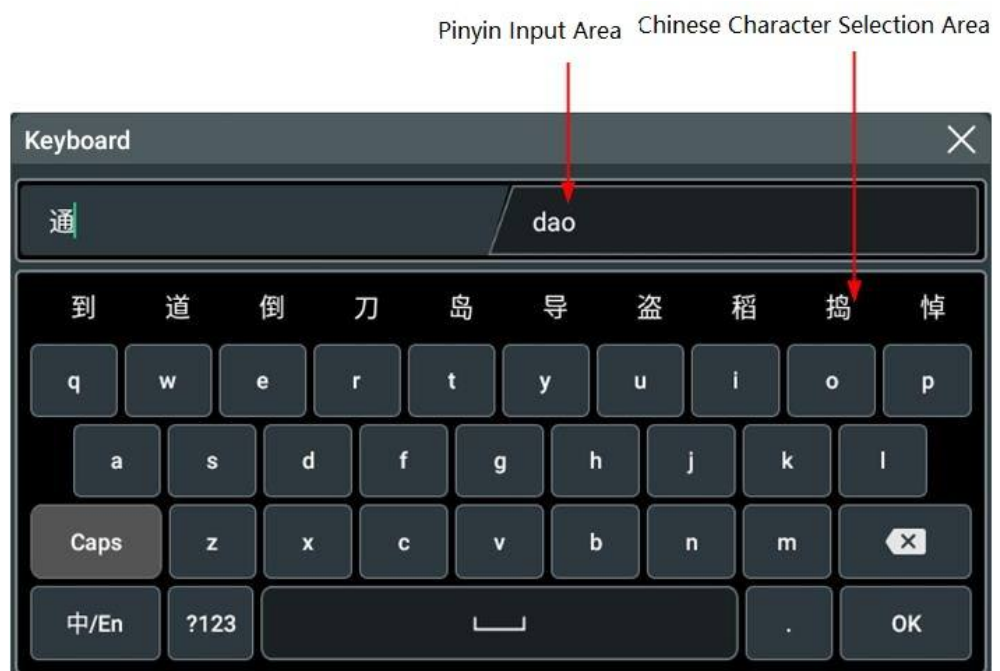 Pinyin Input Area Chinese Character Selection Area
Keyboard
通 dao
到 道 倒 刀 岛 导 盗 稻 捣 悼
q w e r t y u i o p
a s d f g h j k l
Caps z x c v b n m
中/En ?123 . OK